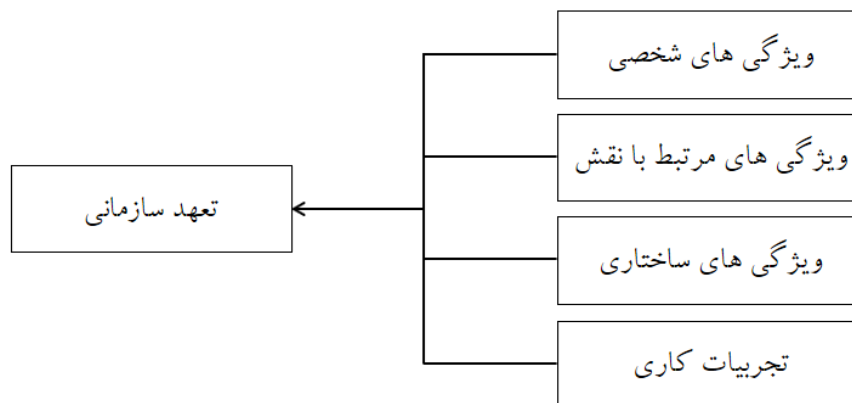 ویژگی های شخصی
ویژگی های مرتبط با نقش
تعهد سازمانی
ویژگی های ساختاری
تجربیات کاری